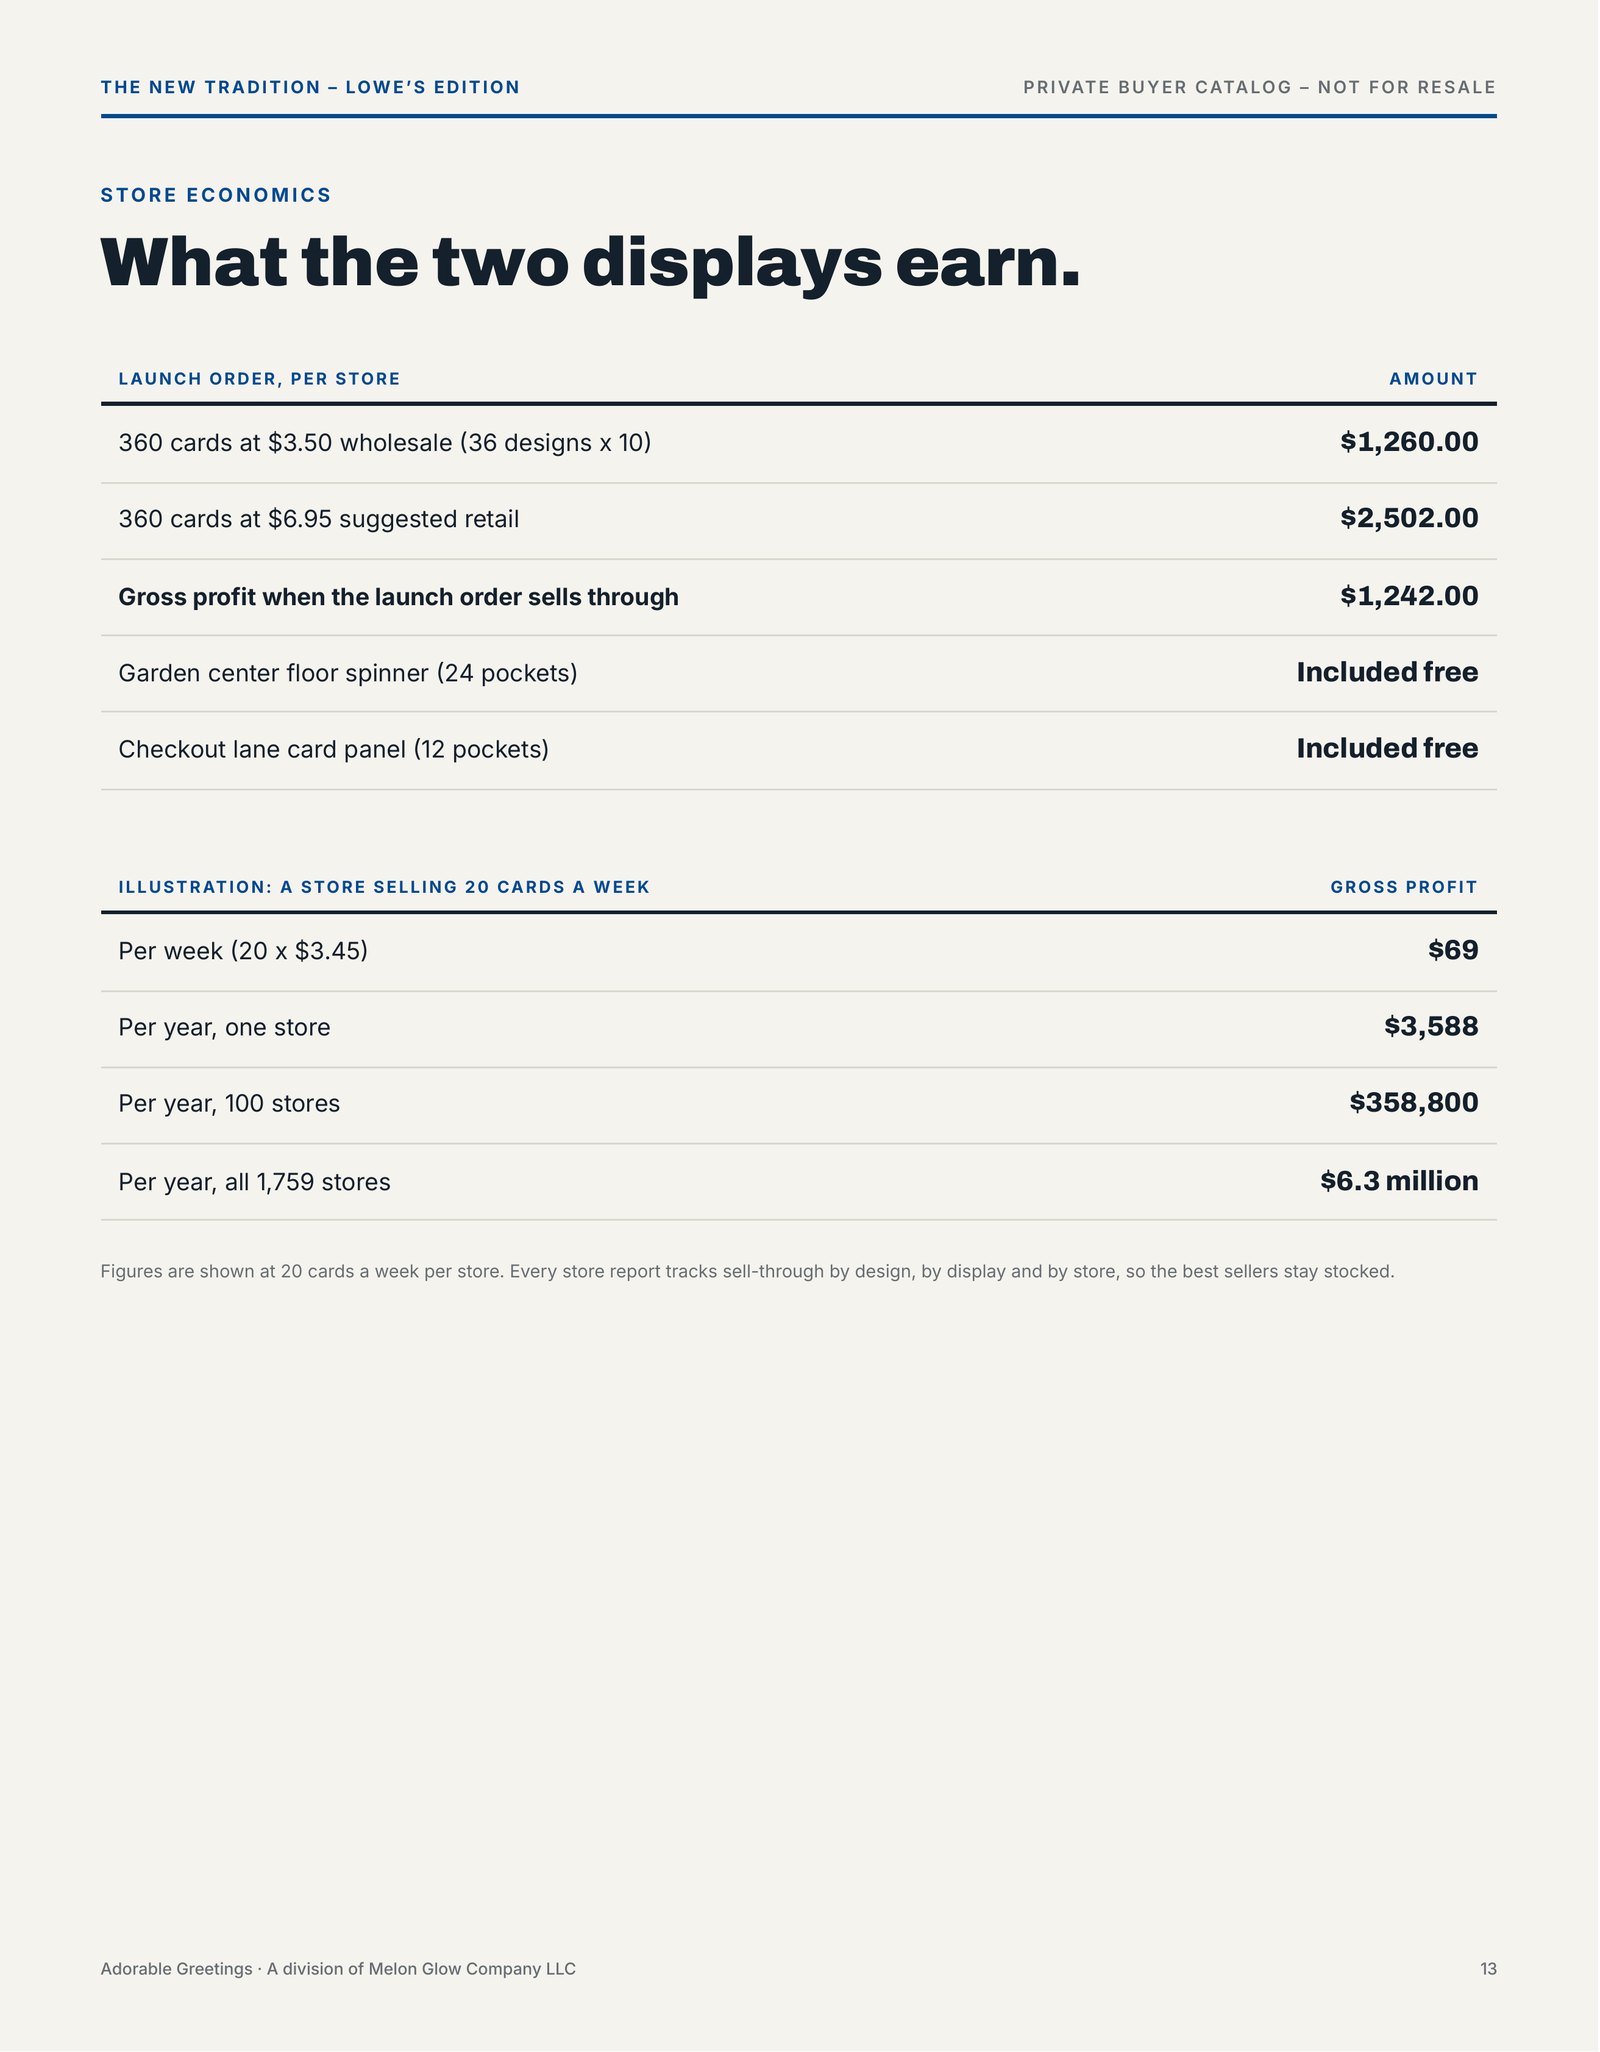 THE NEW TRADITION – LOWE’S EDITION
PRIVATE BUYER CATALOG – NOT FOR RESALE
STORE ECONOMICS
What the two displays earn.
LAUNCH ORDER, PER STORE AMOUNT
360 cards at $3.50 wholesale (36 designs x 10) $1,260.00
360 cards at $6.95 suggested retail $2,502.00
Gross profit when the launch order sells through $1,242.00
Garden center floor spinner (24 pockets) Included free
Checkout lane card panel (12 pockets) Included free
ILLUSTRATION: A STORE SELLING 20 CARDS A WEEK GROSS PROFIT
Per week (20 x $3.45) $69
Per year, one store $3,588
Per year, 100 stores $358,800
Per year, all 1,759 stores $6.3 million
Figures are shown at 20 cards a week per store. Every store report tracks sell-through by design, by display and by store, so the best sellers stay stocked.
Adorable Greetings · A division of Melon Glow Company LLC 13